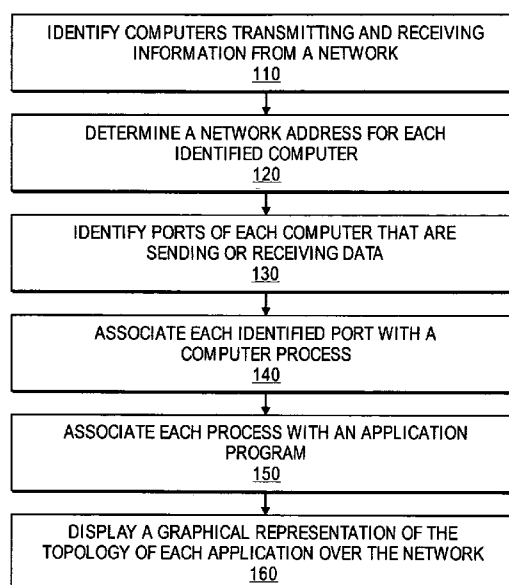 IDENTIFY COMPUTERS TRANSMITTING AND RECEIVING
INFORMATION FROM A NETWORK
110
DETERMINE A NETWORK ADDRESS FOR EACH
IDENTIFIED COMPUTER
120
IDENTIFY PORTS OF EACH COMPUTER THAT ARE
SENDING OR RECEIVING DATA
130
ASSOCIATE EACH IDENTIFIED PORT WITH A
COMPUTER PROCESS
140
ASSOCIATE EACH PROCESS WITH AN APPLICATION
PROGRAM
150
DISPLAY A GRAPHICAL REPRESENTATION OF THE
TOPOLOGY OF EACH APPLICATION OVER THE NETWORK
160